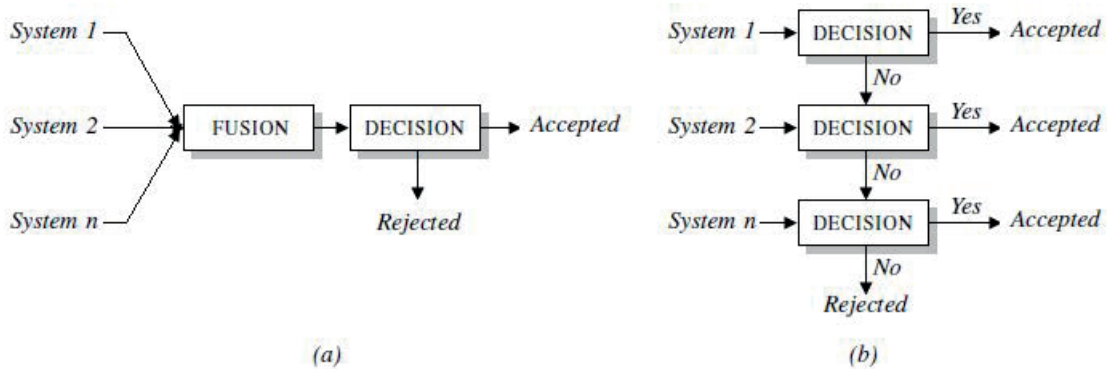 System 1
System 2
System n
FUSION
DECISION
Accepted
Rejected
(a)
System 1
DECISION
Yes
Accepted
No
System 2
DECISION
Yes
Accepted
No
System n
DECISION
Yes
Accepted
No
Rejected
(b)